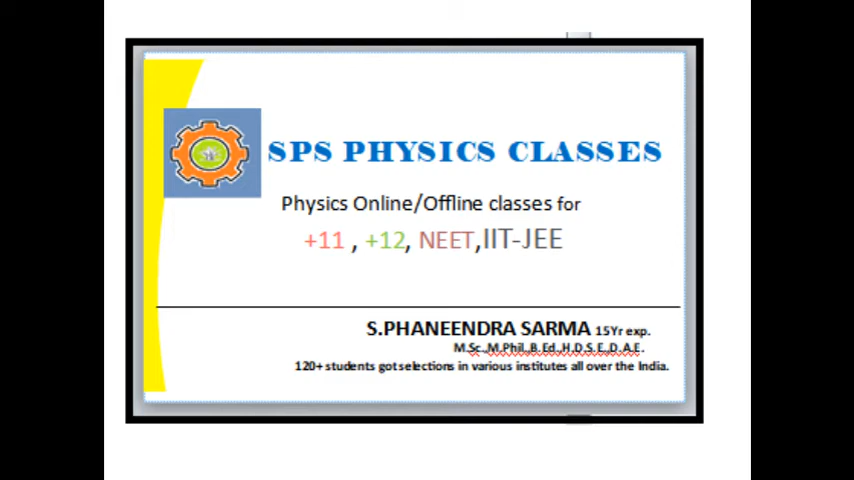 SPS PHYSICS CLASSES
Physics Online/Offline classes for
+11 , +12, NEET,IIT-JEE
S.PHANEENDRA SARMA 15Yr exp.
M.Sc.,M.Phil.,B.Ed.,H.D.S.E.,D.A.E.
120+ students got selections in various institutes all over the India.